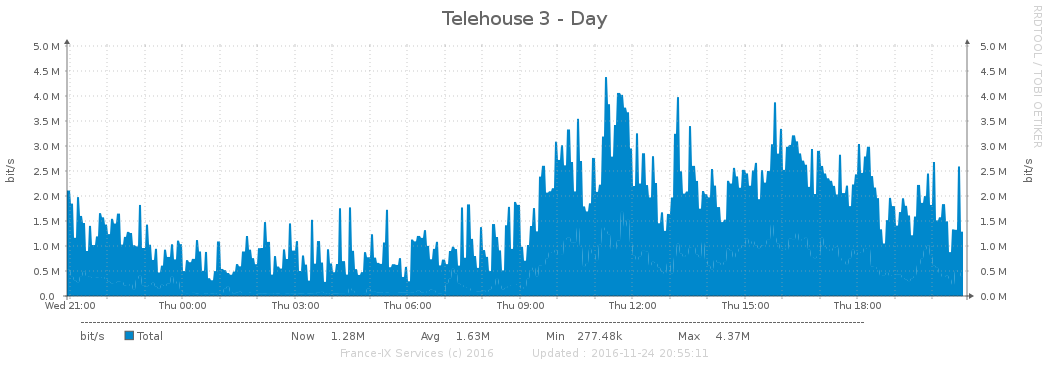 Telehouse 3 - Day
RRDTOOL / TOBI OETIKER
bit/s
5.0 M
4.5 M
4.0 M
3.5 M
3.0 M
2.5 M
2.0 M
1.5 M
1.0 M
0.5 M
0.0
5.0 M
4.5 M
4.0 M
3.5 M
3.0 M
2.5 M
2.0 M
1.5 M
1.0 M
0.5 M
0.0 M
bit/s
Wed 21:00 Thu 00:00 Thu 03:00 Thu 06:00 Thu 09:00 Thu 12:00 Thu 15:00 Thu 18:00
bit/s Total Now 1.28M Avg 1.63M Min 277.48k Max 4.37M
France-IX Services (c) 2016 Updated : 2016-11-24 20:55:11